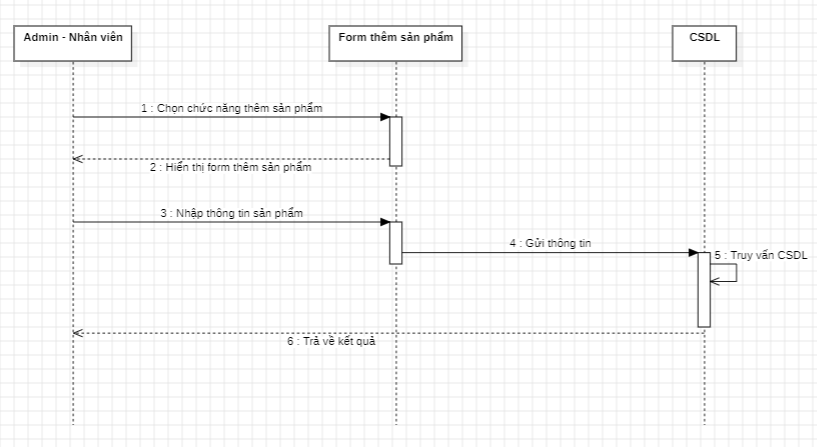 Admin - Nhân viên
Form thêm sản phẩm
CSDL
1 : Chọn chức năng thêm sản phẩm
2 : Hiển thị form thêm sản phẩm
3 : Nhập thông tin sản phẩm
4 : Gửi thông tin
5 : Truy vấn CSDL
6 : Trả về kết quả